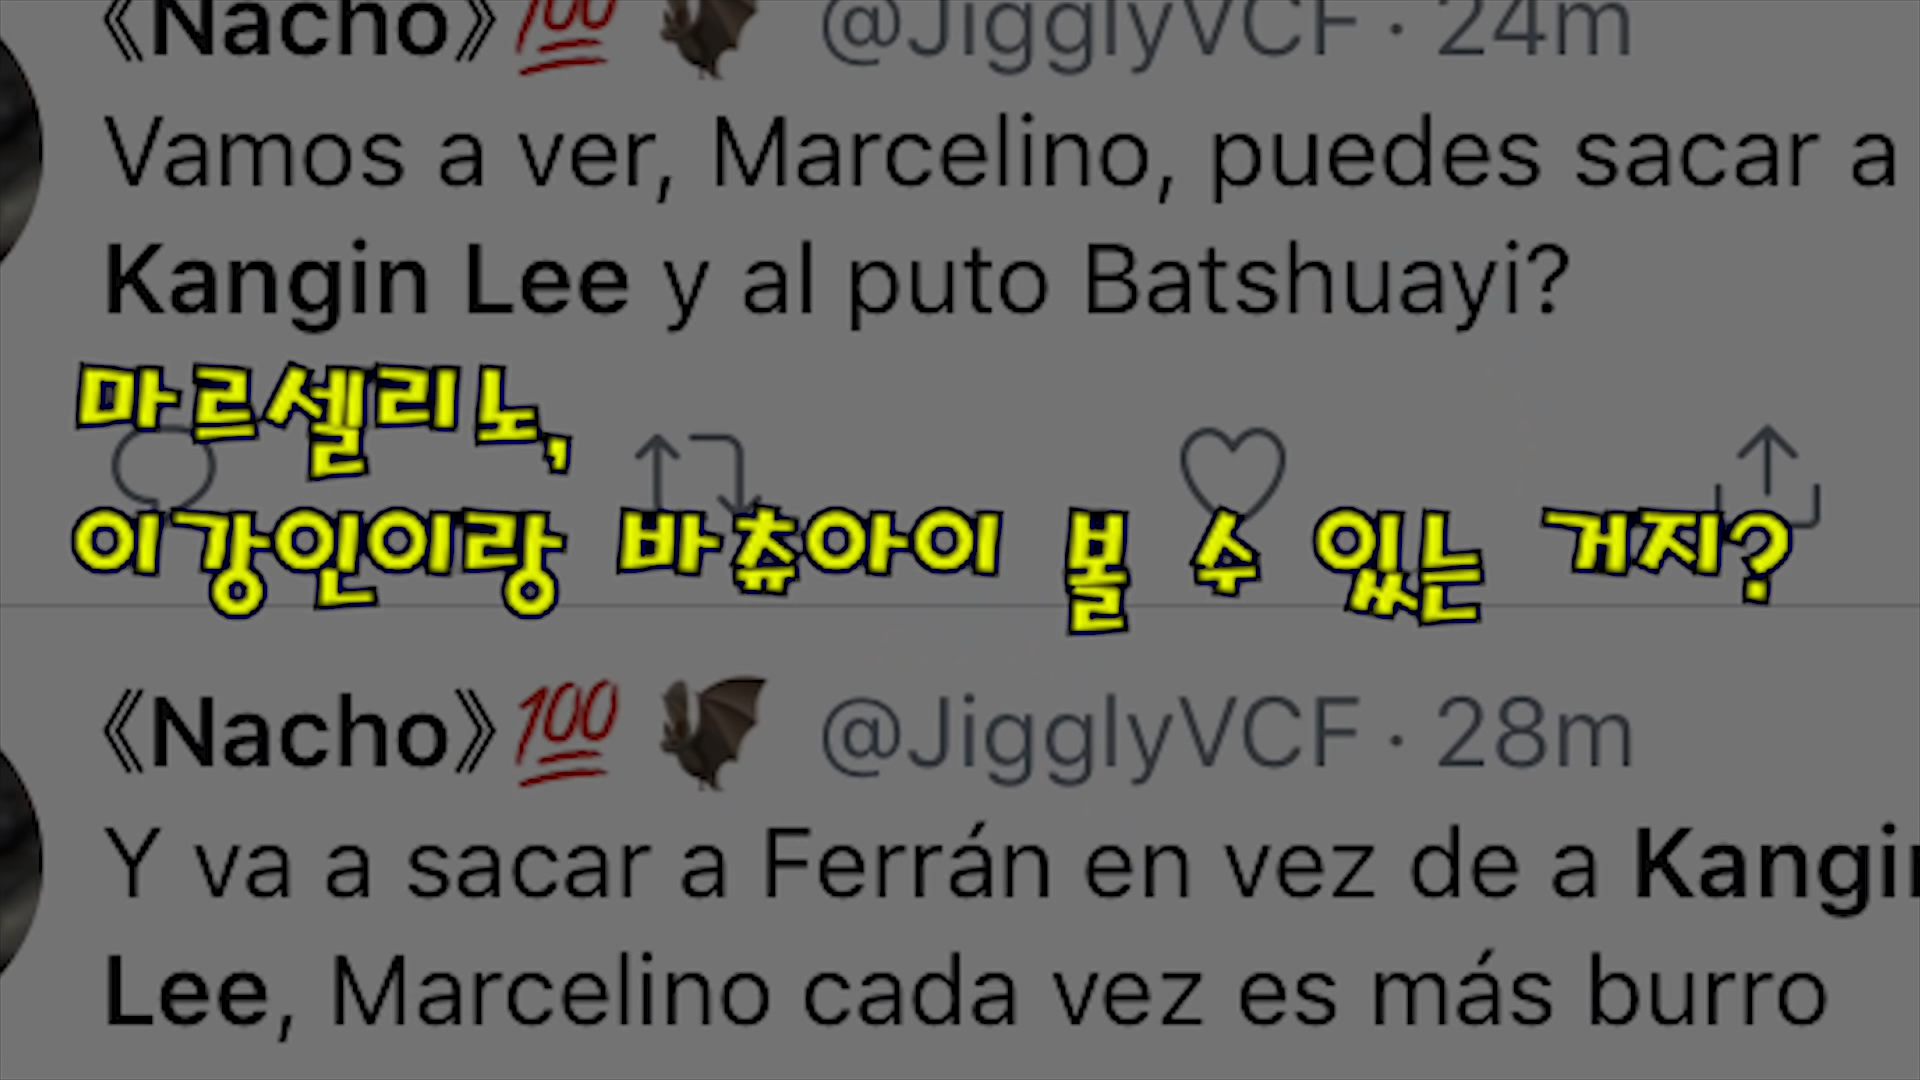 《Nacho》💯 🦇 @JigglyVCF · 24m
Vamos a ver, Marcelino, puedes sacar a
Kangin Lee y al puto Batshuayi?
마르셀리노,
이강인이랑 바츄아이 볼 수 있는 거지?
《Nacho》💯 🦇 @JigglyVCF · 28m
Y va a sacar a Ferrán en vez de a Kangin
Lee, Marcelino cada vez es más burro